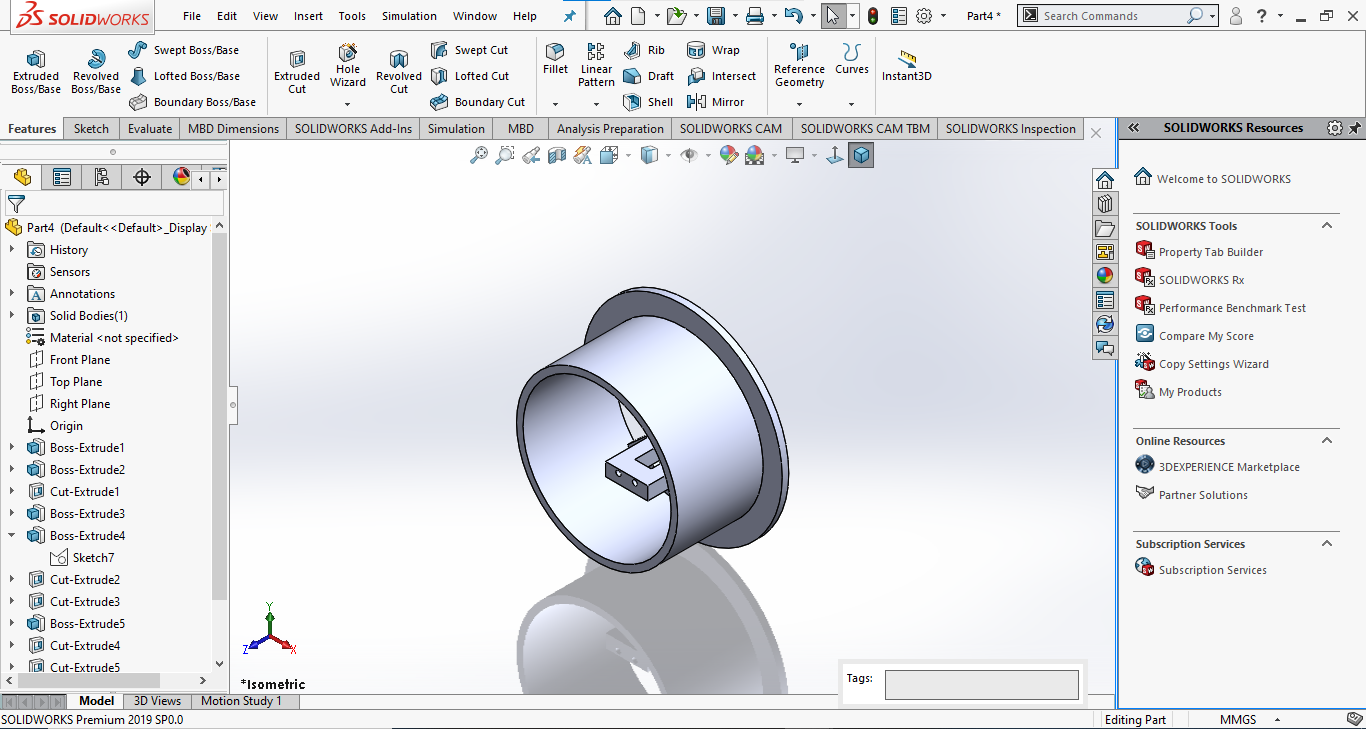 SOLIDWORKS
File Edit View Insert Tools Simulation Window Help
Part4 *
Search Commands
?
Extruded Boss/Base
Revolved Boss/Base
Swept Boss/Base
Lofted Boss/Base
Boundary Boss/Base
Extruded Cut
Hole Wizard
Revolved Cut
Swept Cut
Lofted Cut
Boundary Cut
Fillet
Linear Pattern
Rib
Draft
Shell
Wrap
Intersect
Mirror
Reference Geometry
Curves
Instant3D
Features Sketch Evaluate MBD Dimensions SOLIDWORKS Add-Ins Simulation MBD Analysis Preparation SOLIDWORKS CAM SOLIDWORKS CAM TBM SOLIDWORKS Inspection
Part4 (Default<<Default>_Display
History
Sensors
Annotations
Solid Bodies(1)
Material <not specified>
Front Plane
Top Plane
Right Plane
Origin
Boss-Extrude1
Boss-Extrude2
Cut-Extrude1
Boss-Extrude3
Boss-Extrude4
Sketch7
Cut-Extrude2
Cut-Extrude3
Boss-Extrude5
Cut-Extrude4
Cut-Extrude5
Y
Z
X
*Isometric
Tags:
SOLIDWORKS Resources
Welcome to SOLIDWORKS
SOLIDWORKS Tools
Property Tab Builder
SOLIDWORKS Rx
Performance Benchmark Test
Compare My Score
Copy Settings Wizard
My Products
Online Resources
3DEXPERIENCE Marketplace
Partner Solutions
Subscription Services
Subscription Services
Model 3D Views Motion Study 1
SOLIDWORKS Premium 2019 SP0.0
Editing Part
MMGS